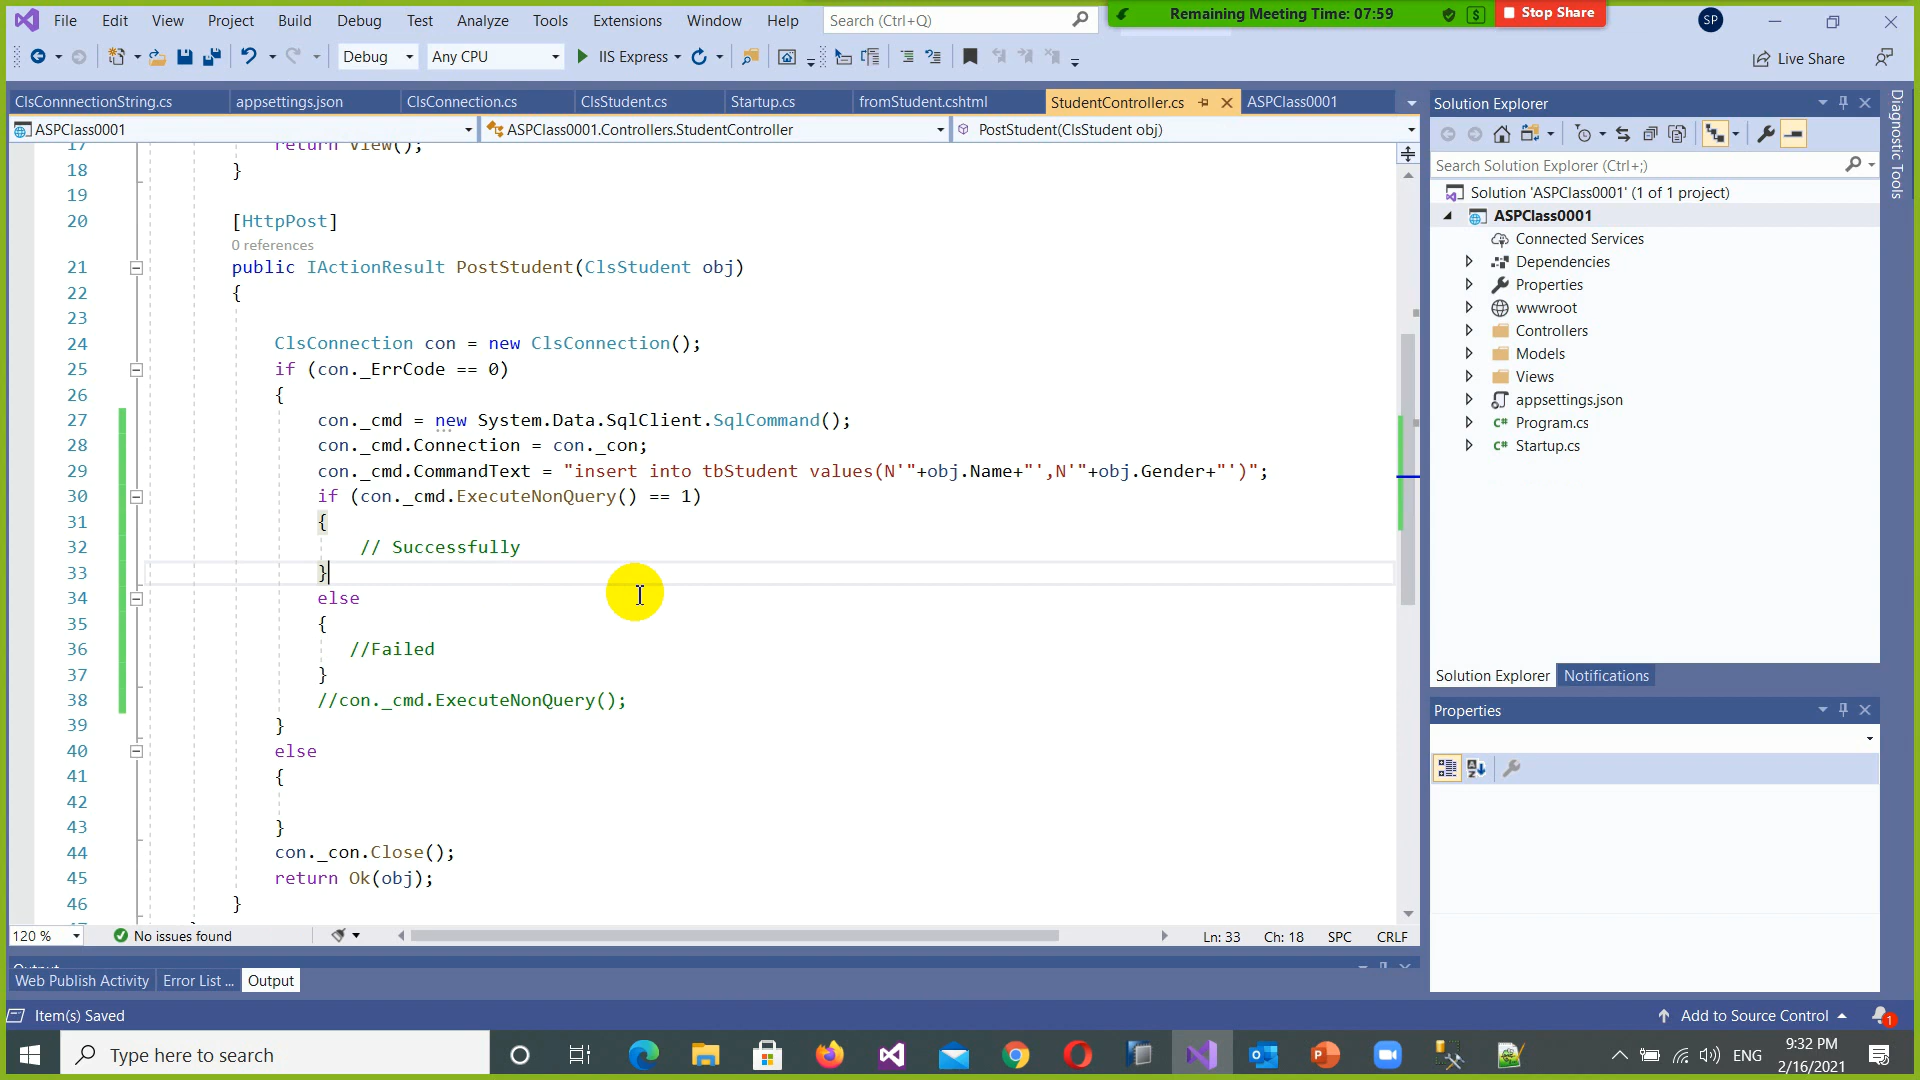 File Edit View Project Build Debug Test Analyze Tools Extensions Window Help Search (Ctrl+Q) Remaining Meeting Time: 07:59 $ Stop Share SP
Debug Any CPU IIS Express Live Share
ClsConnnectionString.cs appsettings.json ClsConnection.cs ClsStudent.cs Startup.cs fromStudent.cshtml StudentController.cs ASPClass0001
ASPClass0001 ASPClass0001.Controllers.StudentController PostStudent(ClsStudent obj)
17 return View();
18 }
19
20 [HttpPost]
0 references
21 public IActionResult PostStudent(ClsStudent obj)
22 {
23
24 ClsConnection con = new ClsConnection();
25 if (con._ErrCode == 0)
26 {
27 con._cmd = new System.Data.SqlClient.SqlCommand();
28 con._cmd.Connection = con._con;
29 con._cmd.CommandText = "insert into tbStudent values(N'"+obj.Name+"',N'"+obj.Gender+"')";
30 if (con._cmd.ExecuteNonQuery() == 1)
31 {
32 // Successfully
33 }
34 else
35 {
36 //Failed
37 }
38 //con._cmd.ExecuteNonQuery();
39 }
40 else
41 {
42
43 }
44 con._con.Close();
45 return Ok(obj);
46 }
120 % No issues found Ln: 33 Ch: 18 SPC CRLF
Output
Web Publish Activity Error List ... Output
Item(s) Saved Add to Source Control 1
Solution Explorer
Search Solution Explorer (Ctrl+;)
Solution 'ASPClass0001' (1 of 1 project)
ASPClass0001
Connected Services
Dependencies
Properties
wwwroot
Controllers
Models
Views
appsettings.json
C# Program.cs
C# Startup.cs
Solution Explorer Notifications
Properties
Diagnostic Tools
Type here to search
ENG
9:32 PM
2/16/2021